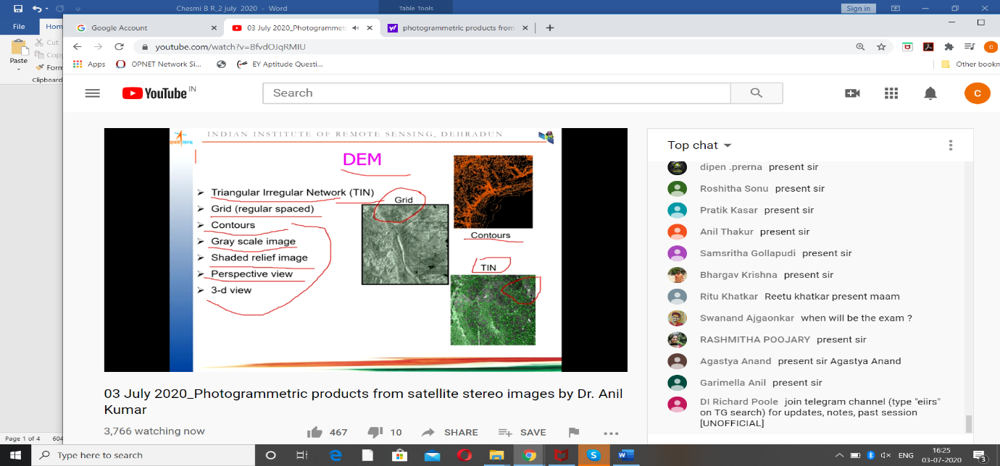 Chesmi B R_2 july 2020 - Word
Table Tools
Sign in
File
Hom
Paste
Cut
Copy
Form
Clipboard
Google Account
03 July 2020_Photogrammet
photogrammetric products from
youtube.com/watch?v=BfvdOJqRMIU
C
Apps
OPNET Network Si...
EY Aptitude Questi...
Other bookm
YouTube IN
Search
C
INDIAN INSTITUTE OF REMOTE SENSING, DEHRADUN
DEM
Triangular Irregular Network (TIN)
Grid (regular spaced)
Contours
Gray scale image
Shaded relief image
Perspective view
3-d view
Grid
Contours
TIN
03 July 2020_Photogrammetric products from satellite stereo images by Dr. Anil
Kumar
3,766 watching now
467
10
SHARE
SAVE
Top chat
dipen .prerna present sir
Roshitha Sonu present sir
Pratik Kasar present sir
Anil Thakur present sir
Samsritha Gollapudi present sir
Bhargav Krishna present sir
Ritu Khatkar Reetu khatkar present maam
Swanand Ajgaonkar when will be the exam ?
RASHMITHA POOJARY present sir
Agastya Anand present sir Agastya Anand
Garimella Anil present sir
DI Richard Poole join telegram channel (type "eiirs"
on TG search) for updates, notes, past session
[UNOFFICIAL]
Page 1 of 4 604
Type here to search
ENG
16:25
03-07-2020
3